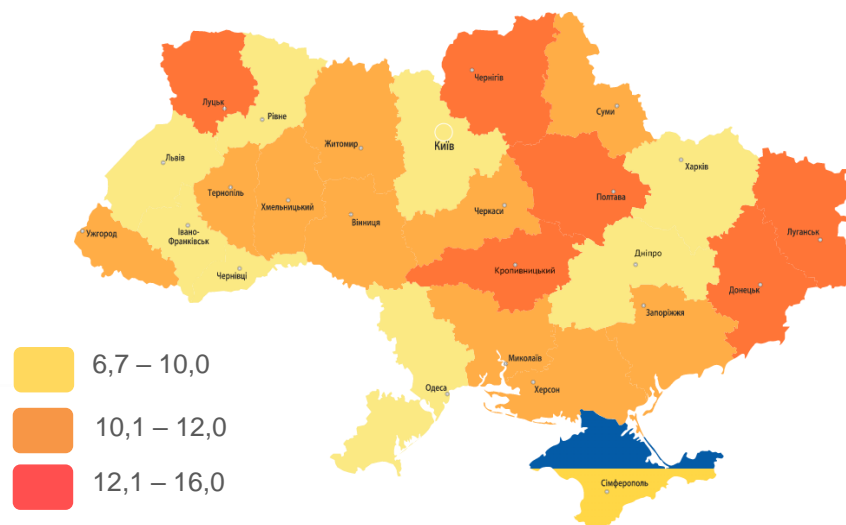 Чернігів
Луцьк
Суми
Рівне
Київ
Житомир
Львів
Харків
Тернопіль
Полтава
Хмельницький
Черкаси
Вінниця
Ужгород
Івано-
Франківськ
Луганськ
Дніпро
Чернівці
Кропивницький
Донецьк
Запоріжжя
Миколаїв
Одеса
Херсон
Сімферополь
6,7 – 10,0
10,1 – 12,0
12,1 – 16,0